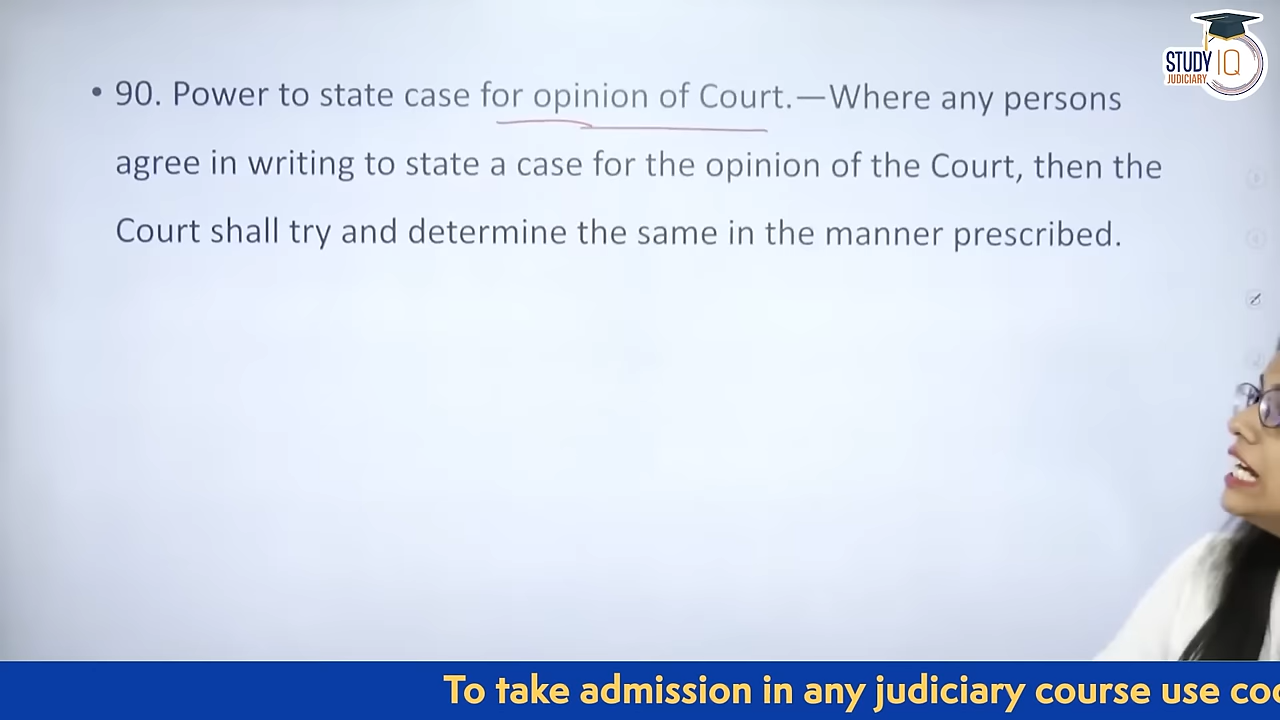 STUDY IQ
JUDICIARY
• 90. Power to state case for opinion of Court.—Where any persons
agree in writing to state a case for the opinion of the Court, then the
Court shall try and determine the same in the manner prescribed.
To take admission in any judiciary course use